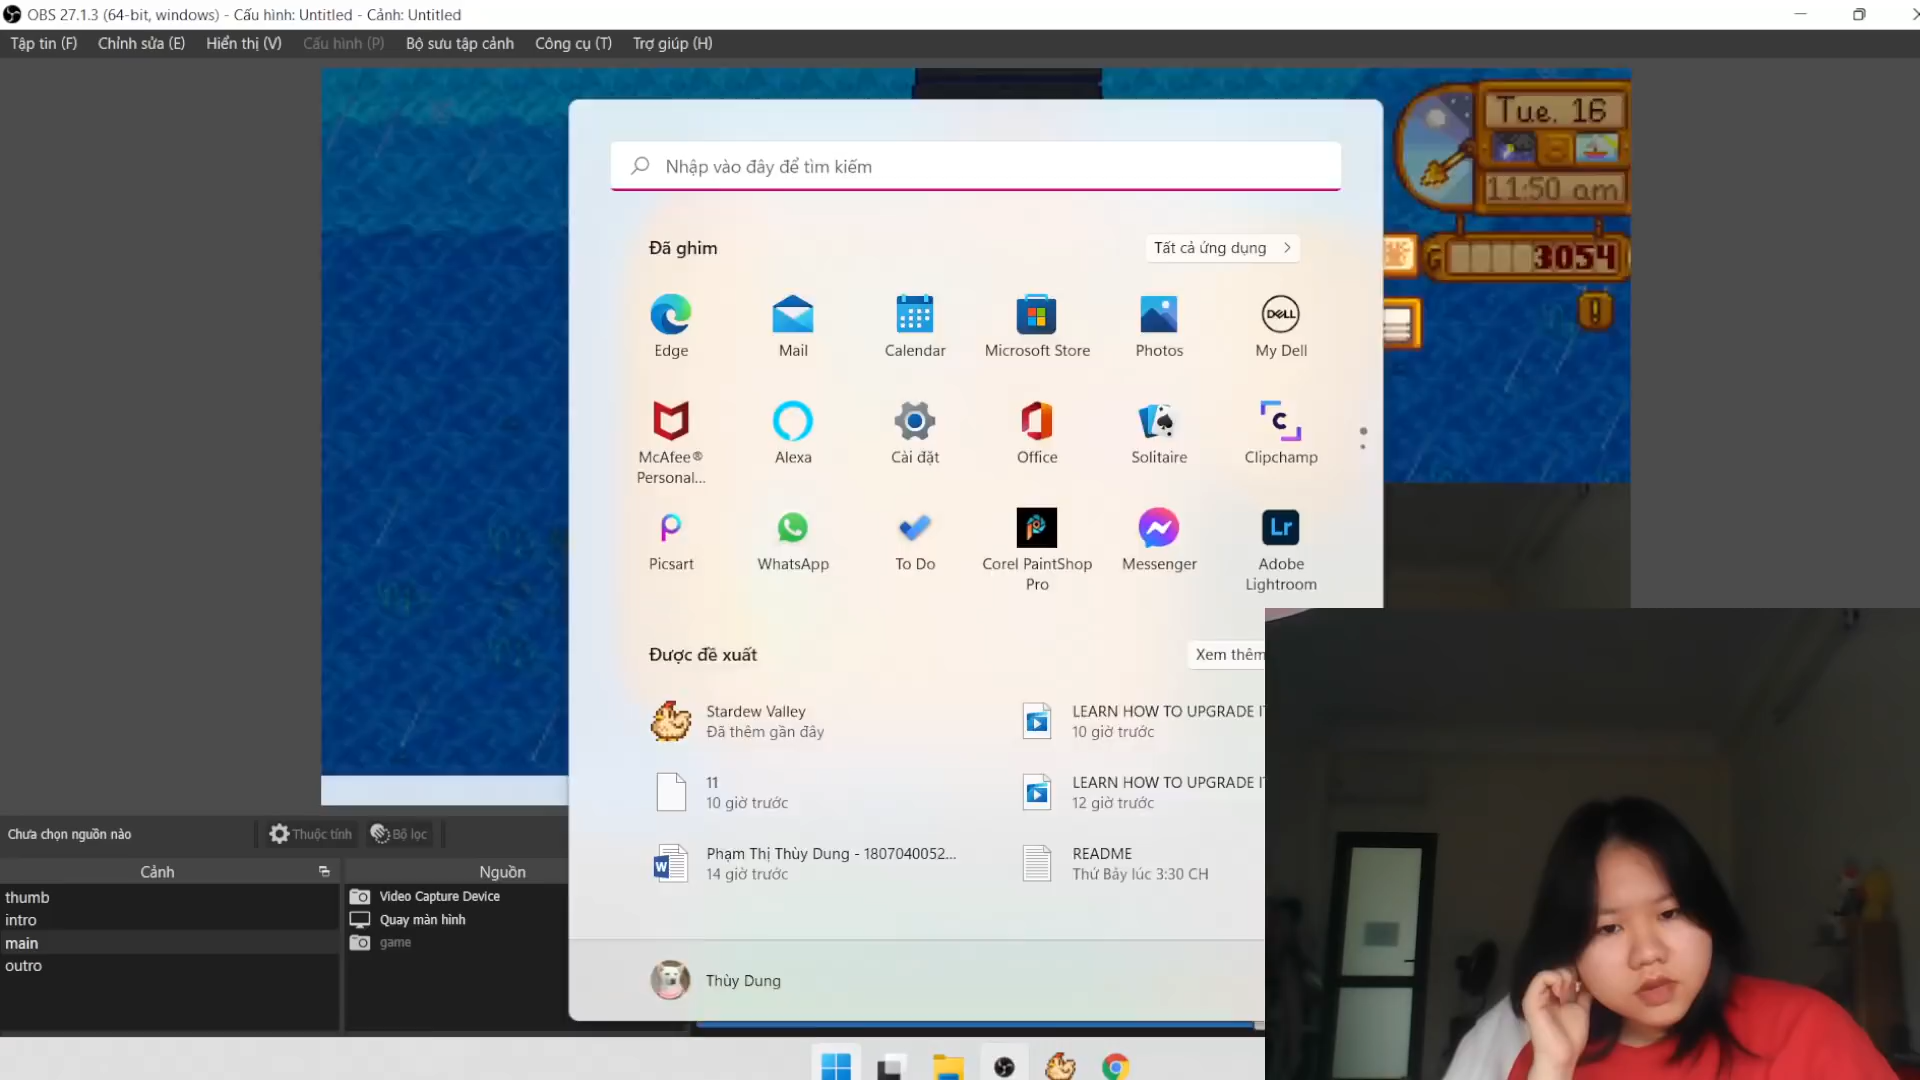 OBS 27.1.3 (64-bit, windows) - Cấu hình: Untitled - Cảnh: Untitled
Tập tin (F) Chỉnh sửa (E) Hiển thị (V) Cấu hình (P) Bộ sưu tập cảnh Công cụ (T) Trợ giúp (H)
Tue. 16
11:50 am
3054
Nhập vào đây để tìm kiếm
Đã ghim
Tất cả ứng dụng
Edge
Mail
Calendar
Microsoft Store
Photos
DELL
My Dell
McAfee®
Personal...
Alexa
Cài đặt
Office
Solitaire
Clipchamp
Picsart
WhatsApp
To Do
Corel PaintShop
Pro
Messenger
Lr
Adobe
Lightroom
Được đề xuất
Xem thêm
Stardew Valley
Đã thêm gần đây
LEARN HOW TO UPGRADE
10 giờ trước
11
10 giờ trước
LEARN HOW TO UPGRADE
12 giờ trước
Phạm Thị Thùy Dung - 1807040052...
14 giờ trước
README
Thứ Bảy lúc 3:30 CH
Thùy Dung
Chưa chọn nguồn nào
Thuộc tính
Bộ lọc
Cảnh
Nguồn
thumb
intro
main
outro
Video Capture Device
Quay màn hình
game